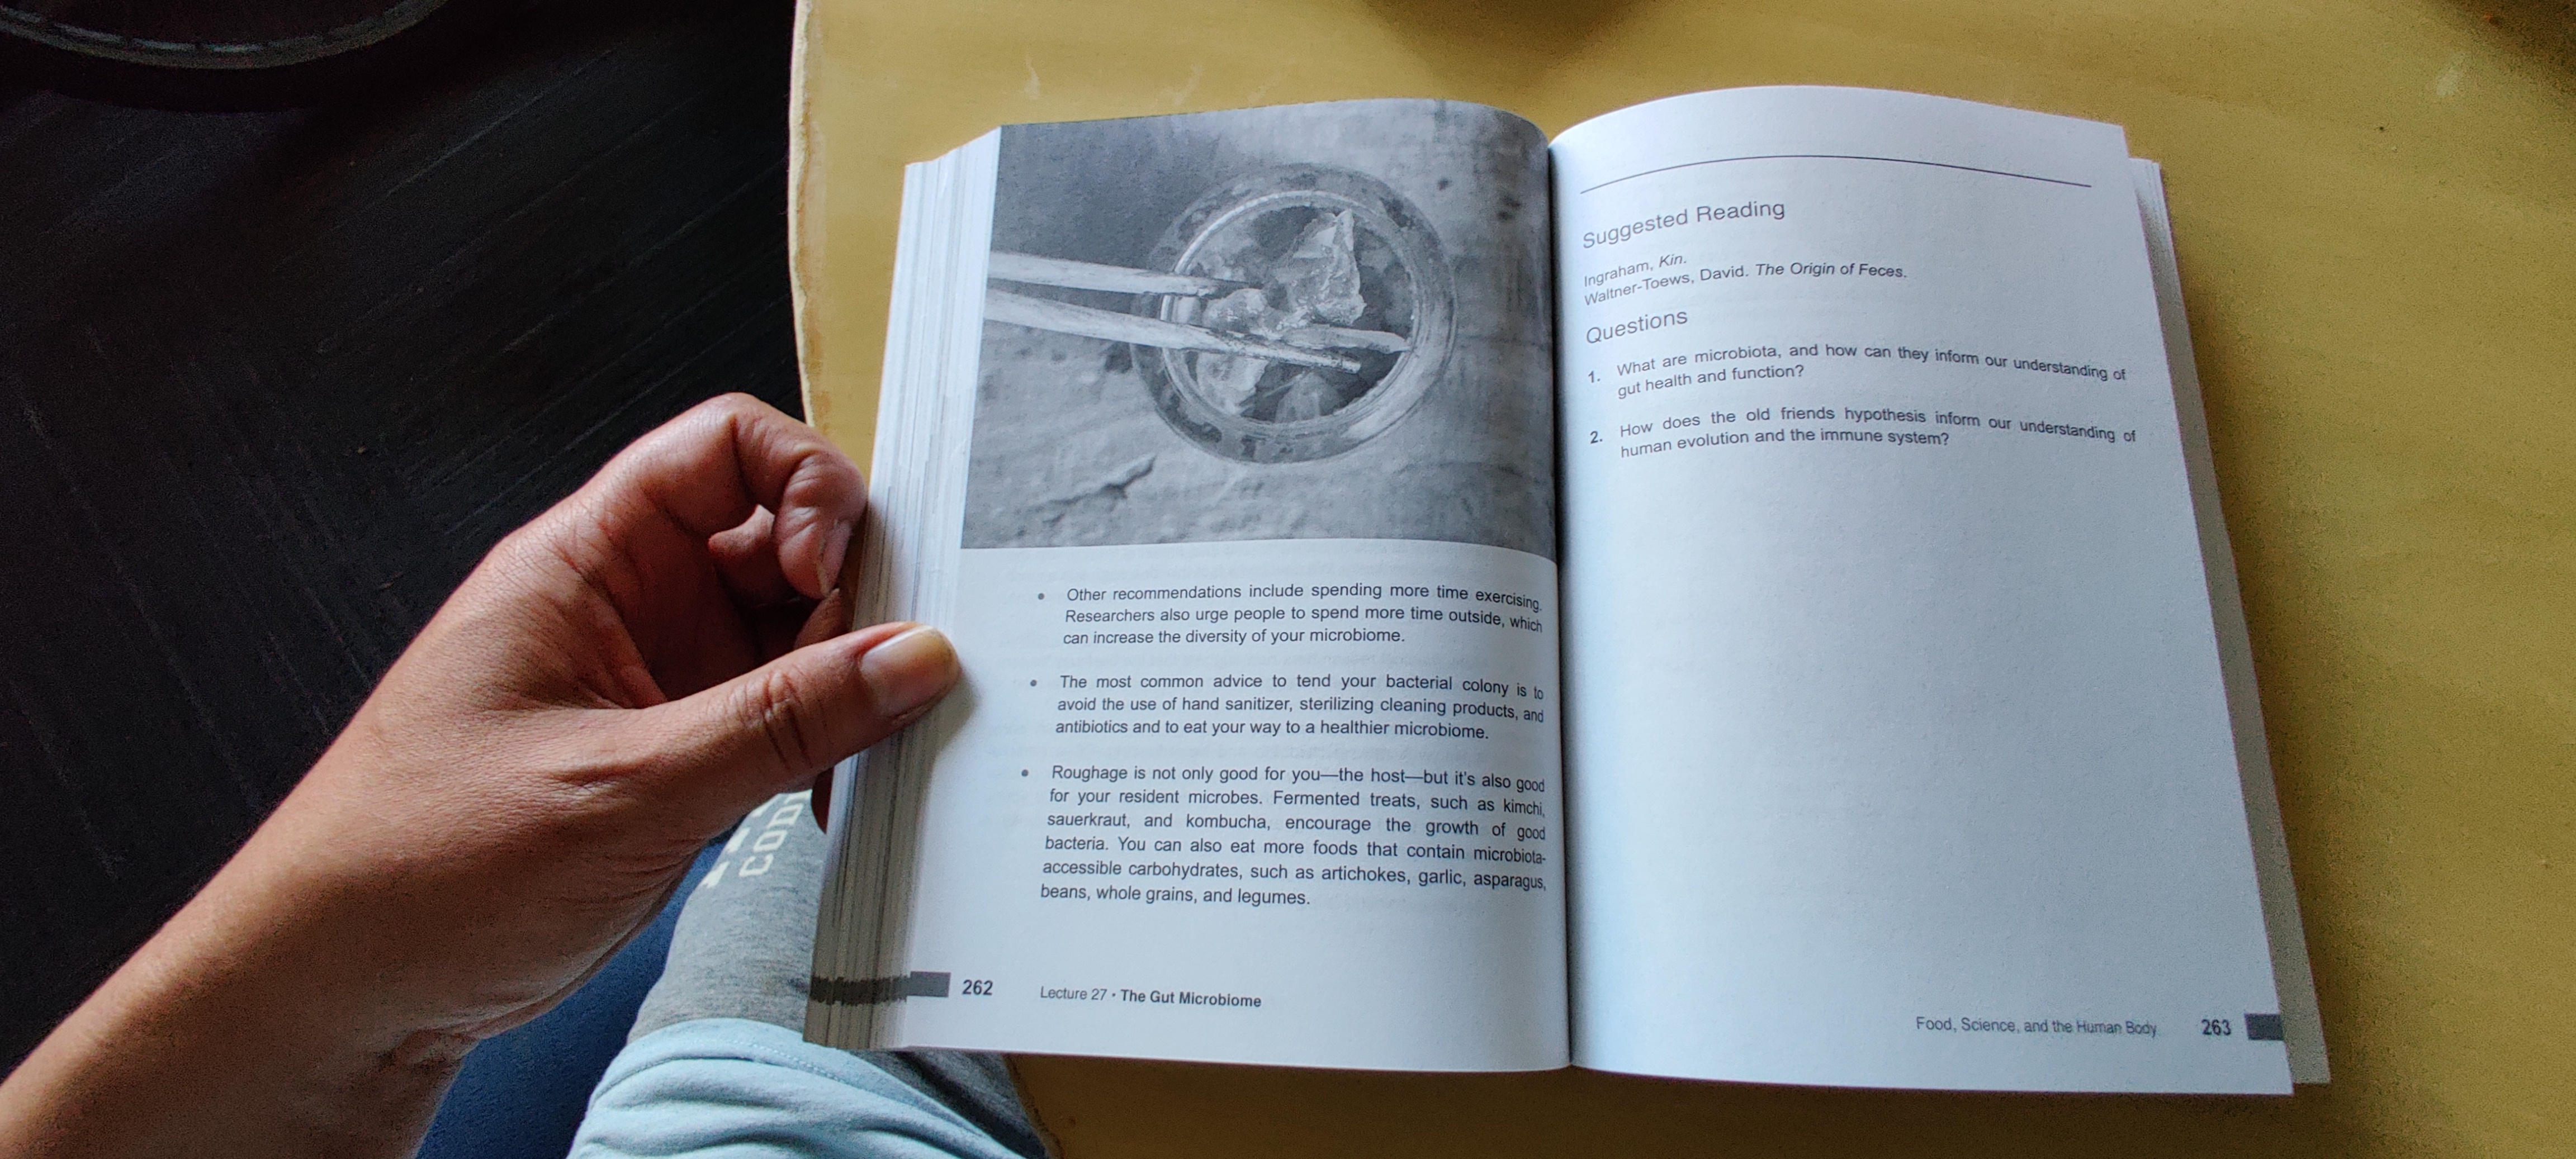 Other recommendations include spending more time exercising.
Researchers also urge people to spend more time outside, which
can increase the diversity of your microbiome.
The most common advice to tend your bacterial colony is to
avoid the use of hand sanitizer, sterilizing cleaning products, and
antibiotics and to eat your way to a healthier microbiome.
Roughage is not only good for you—the host—but it's also good
for your resident microbes. Fermented treats, such as kimchi,
sauerkraut, and kombucha, encourage the growth of good
bacteria. You can also eat more foods that contain microbiota-
accessible carbohydrates, such as artichokes, garlic, asparagus,
beans, whole grains, and legumes.
262 Lecture 27 • The Gut Microbiome
Suggested Reading
Ingraham, Kin.
Waltner-Toews, David. The Origin of Feces.
Questions
1. What are microbiota, and how can they inform our understanding of
gut health and function?
2. How does the old friends hypothesis inform our understanding of
human evolution and the immune system?
Food, Science, and the Human Body 263